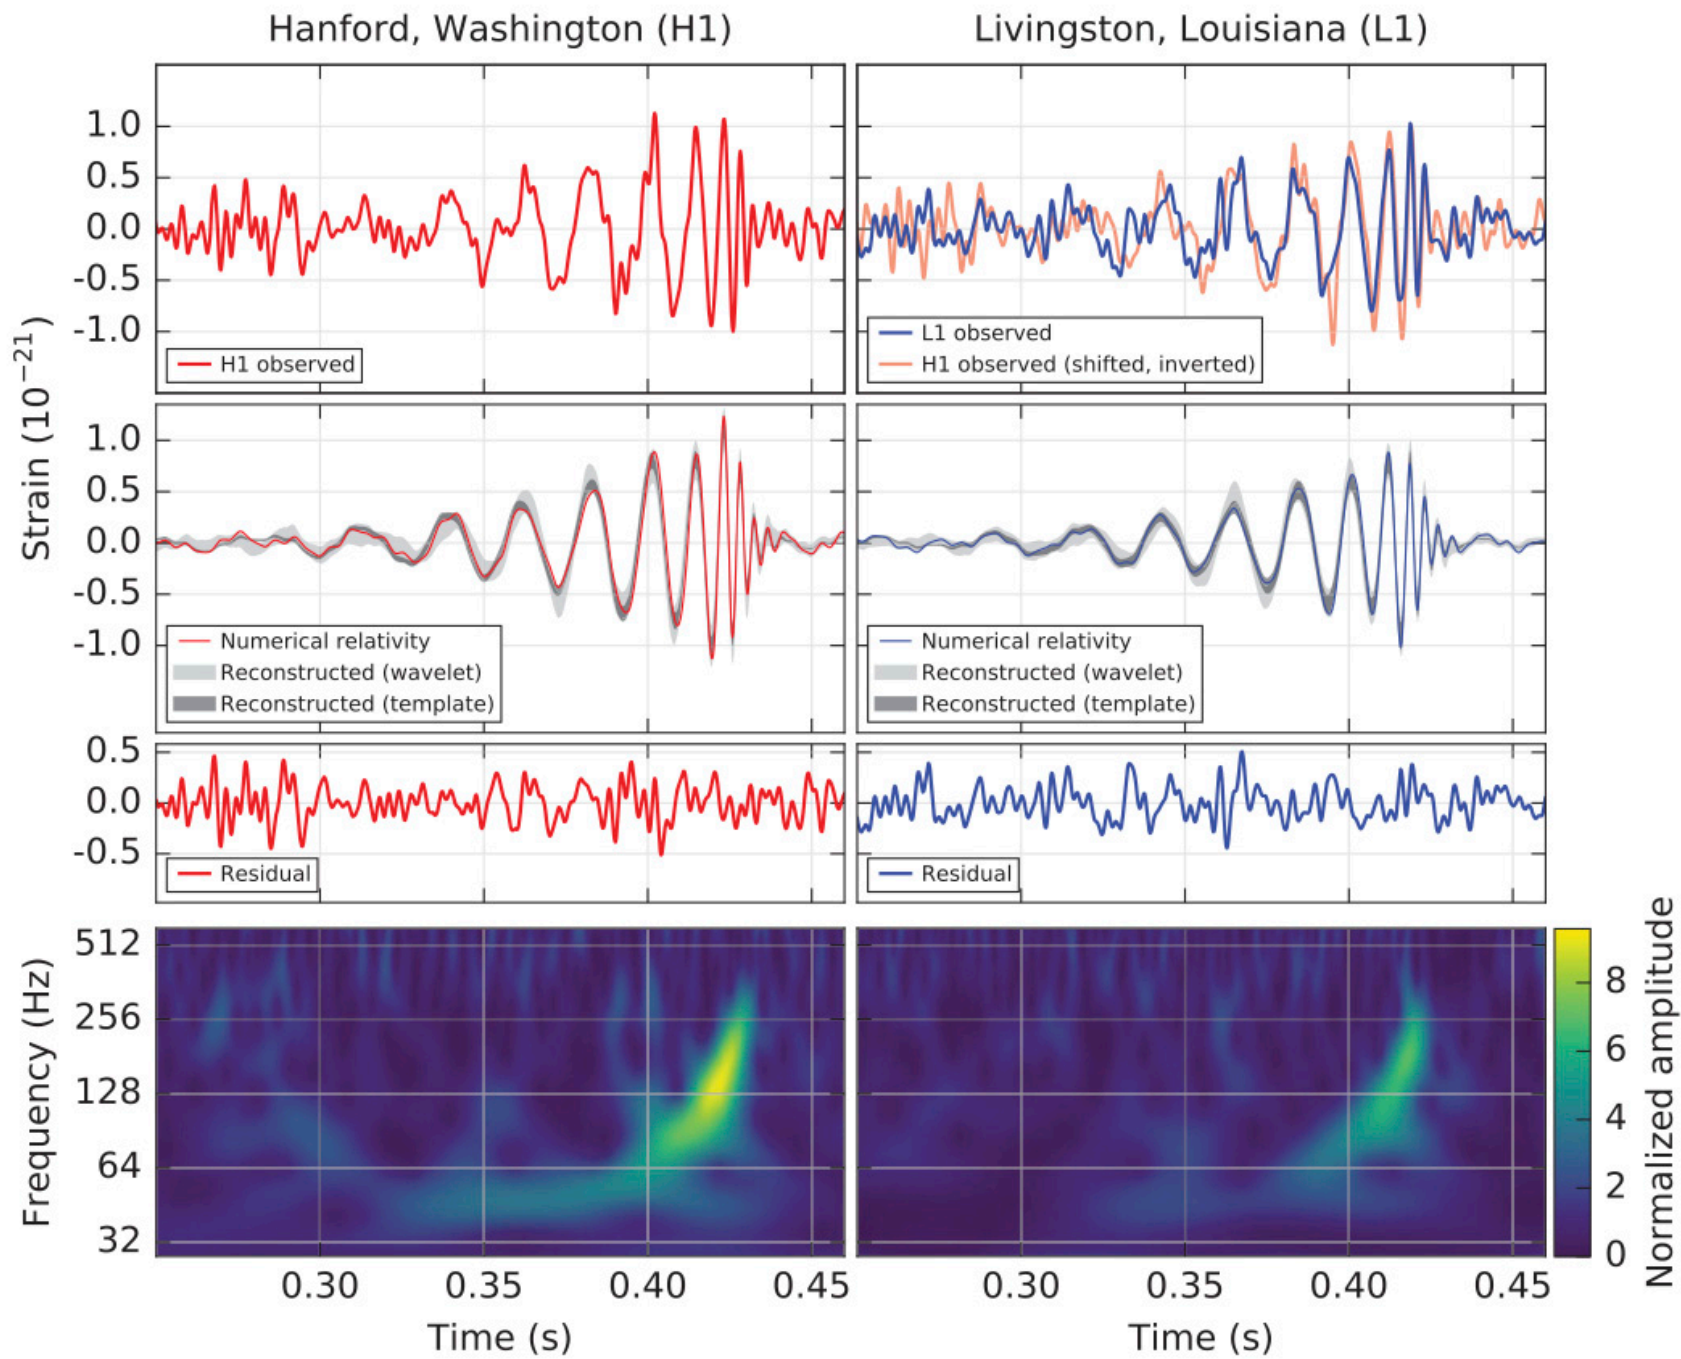 Hanford, Washington (H1)
Livingston, Louisiana (L1)
Strain (10⁻²¹)
1.0
0.5
0.0
-0.5
-1.0
H1 observed
L1 observed
H1 observed (shifted, inverted)
1.0
0.5
0.0
-0.5
-1.0
Numerical relativity
Reconstructed (wavelet)
Reconstructed (template)
Numerical relativity
Reconstructed (wavelet)
Reconstructed (template)
0.5
0.0
-0.5
Residual
Residual
Frequency (Hz)
512
256
128
64
32
0.30 0.35 0.40 0.45
Time (s)
0.30 0.35 0.40 0.45
Time (s)
8
6
4
2
0
Normalized amplitude